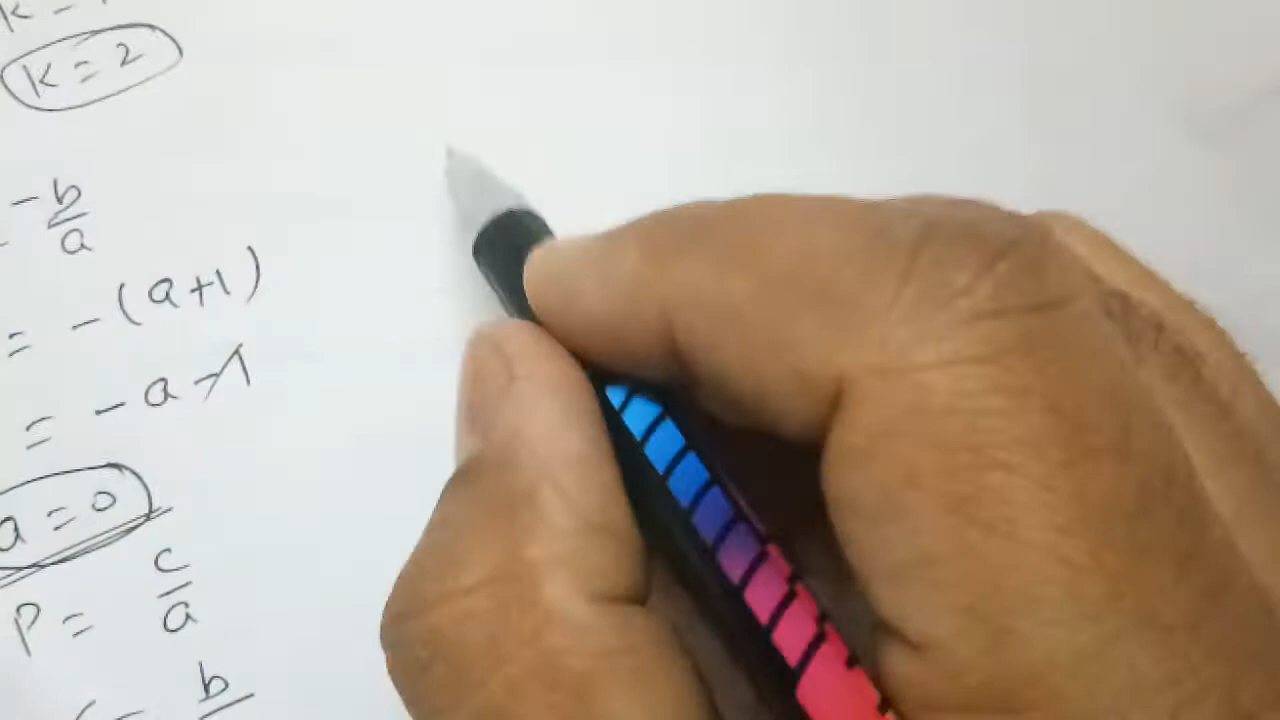 K = 2
-b/a
= -(a+1)
= -a-1
a = 0
P = c/a
= b